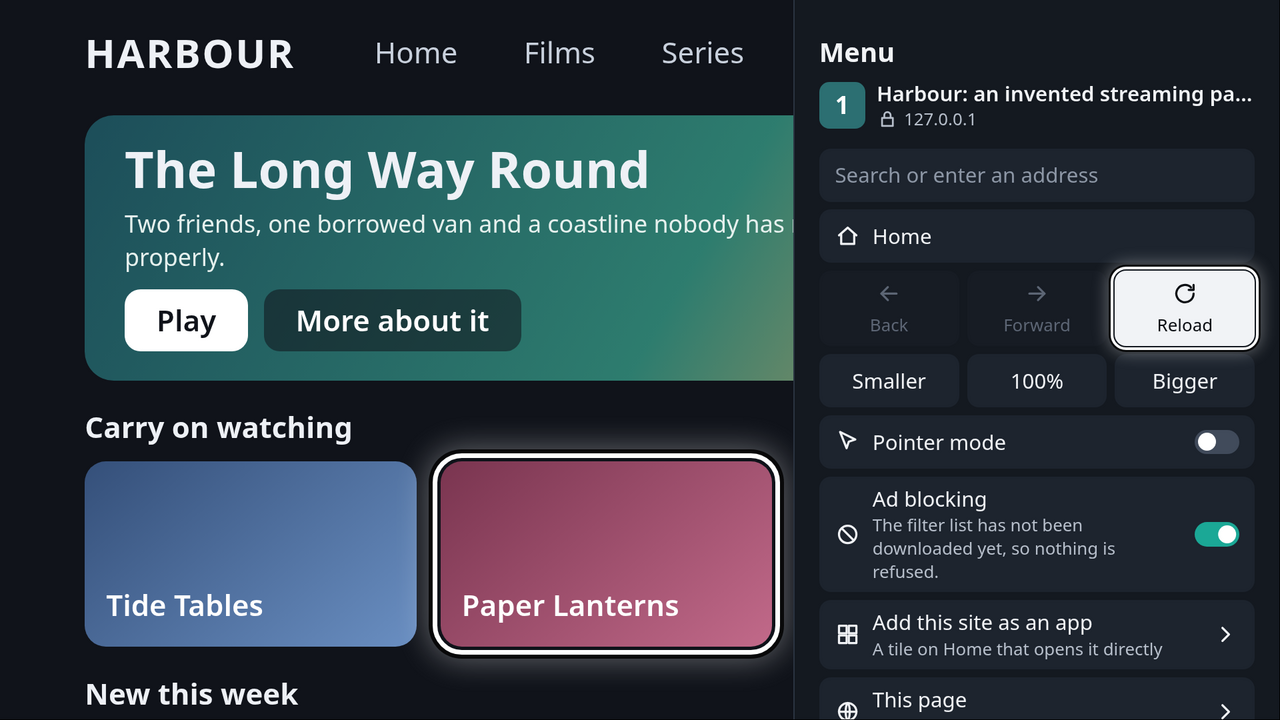 HARBOUR
Home
Films
Series
The Long Way Round
Two friends, one borrowed van and a coastline nobody has
properly.
Play
More about it
Carry on watching
Tide Tables
Paper Lanterns
New this week
Menu
1
Harbour: an invented streaming pa...
127.0.0.1
Search or enter an address
Home
Back
Forward
Reload
Smaller
100%
Bigger
Pointer mode
Ad blocking
The filter list has not been
downloaded yet, so nothing is
refused.
Add this site as an app
A tile on Home that opens it directly
This page